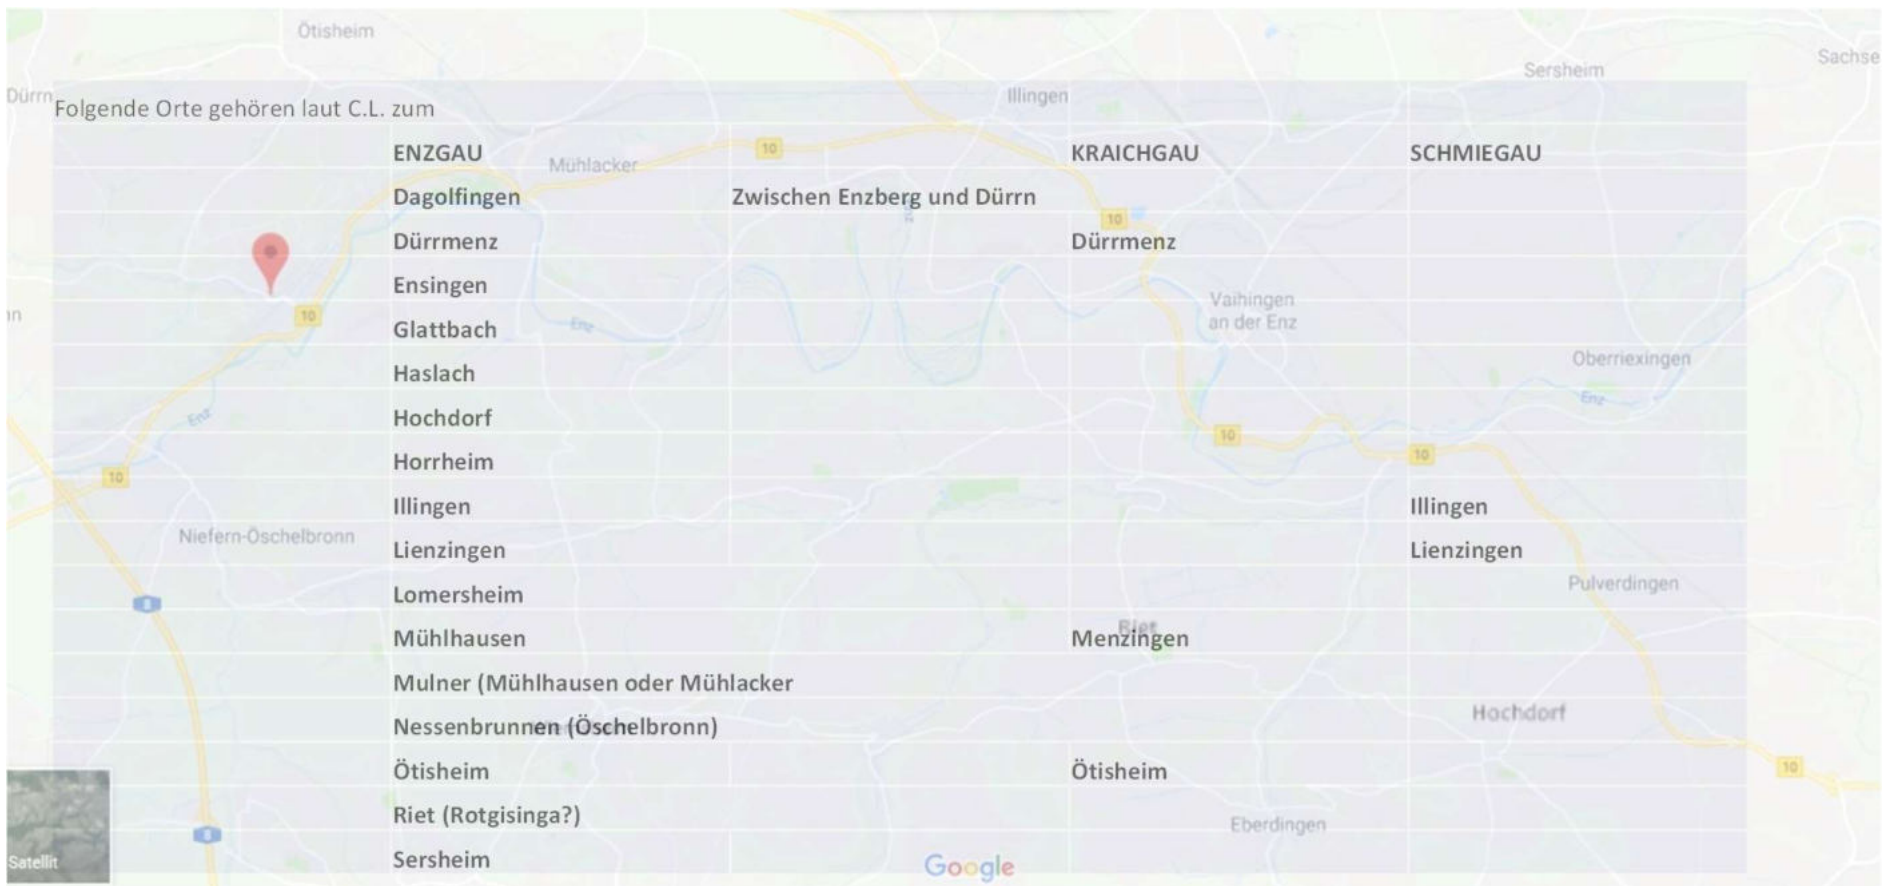 Ötisheim
Sersheim
Sachse
Dürrn
Illingen
Folgende Orte gehören laut C.L. zum
ENZGAU KRAICHGAU SCHMIEGAU
Mühlacker
10
Dagolfingen Zwischen Enzberg und Dürrn
10
Dürrmenz Dürrmenz
Ensingen
Vaihingen
an der Enz
10
Enz
Glattbach
Oberriexingen
Haslach
Enz
Enz
Hochdorf
10
10
Horrheim
10
Illingen Illingen
Niefern-Öschelbronn
Lienzingen Lienzingen
Pulverdingen
8
Lomersheim
Riet
Mühlhausen Menzingen
Mulner (Mühlhausen oder Mühlacker
Hochdorf
Nessenbrunnen (Öschelbronn)
10
Ötisheim Ötisheim
Riet (Rotgisinga?)
Eberdingen
8
Sersheim
Satellit
Google